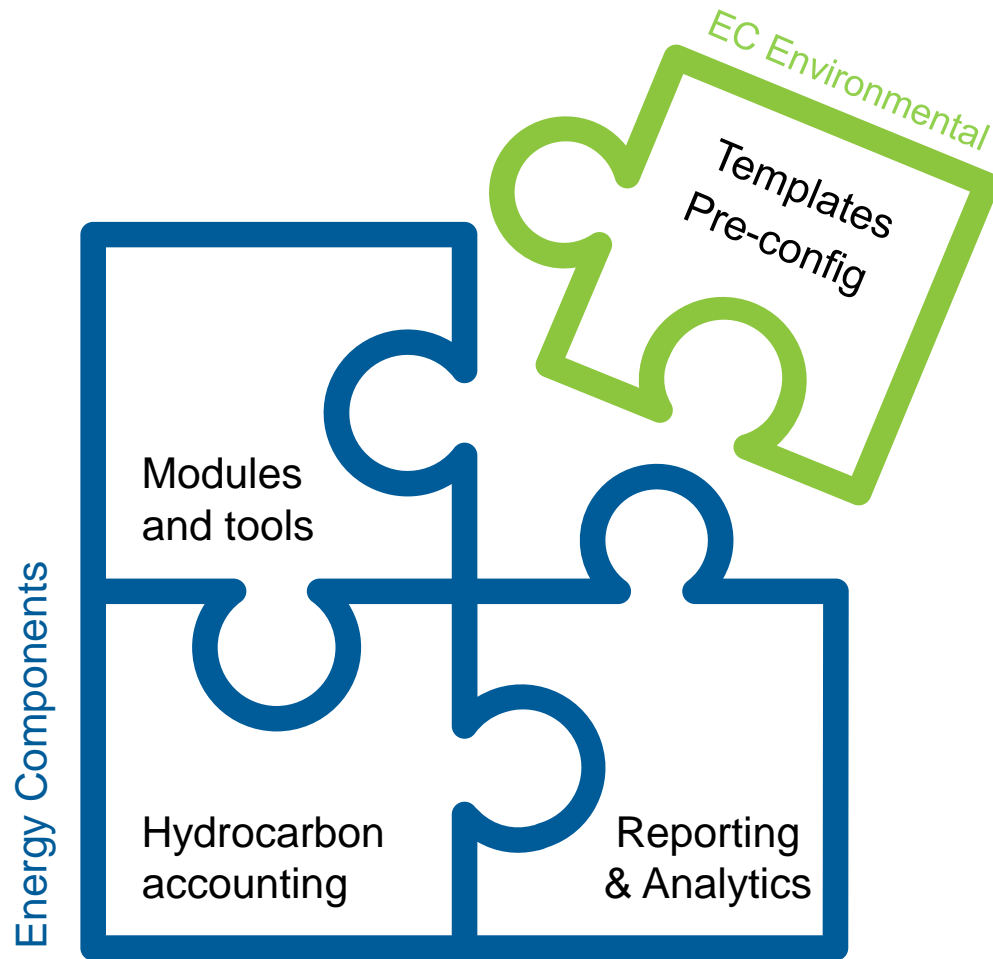 EC Environmental
Templates
Pre-config
Modules
and tools
Energy Components
Hydrocarbon
accounting
Reporting
& Analytics